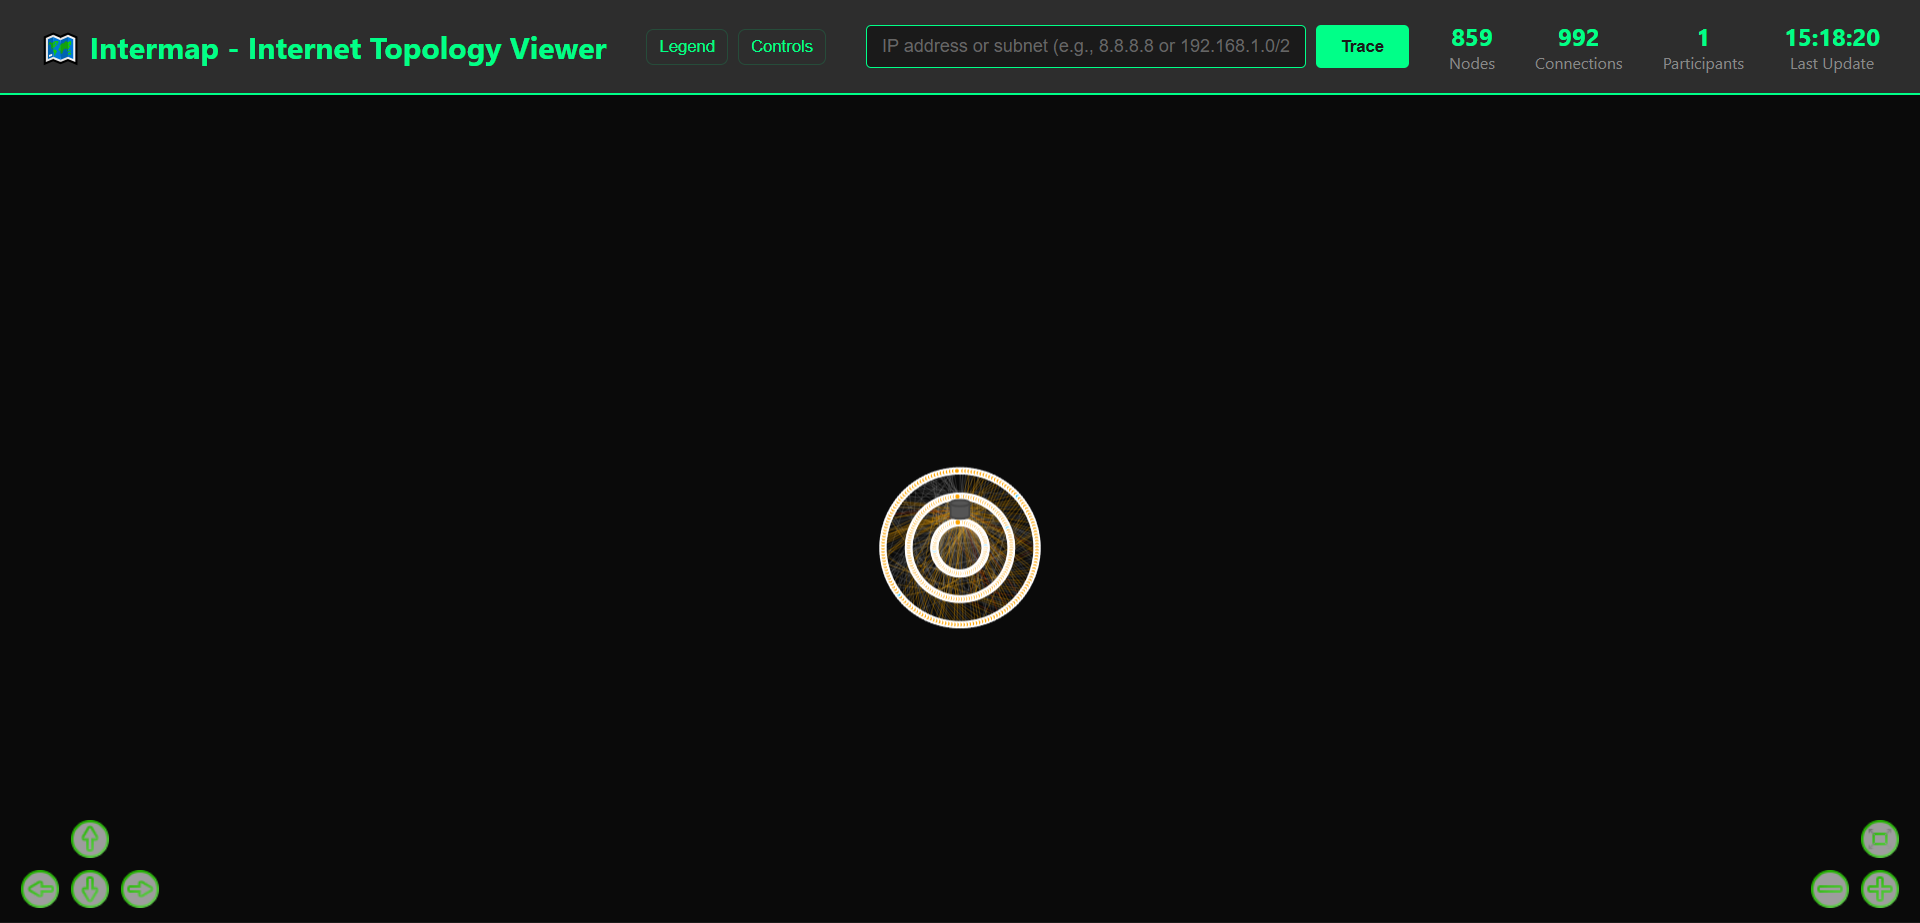 Intermap - Internet Topology Viewer
Legend
Controls
IP address or subnet (e.g., 8.8.8.8 or 192.168.1.0/2
Trace
859
Nodes
992
Connections
1
Participants
15:18:20
Last Update